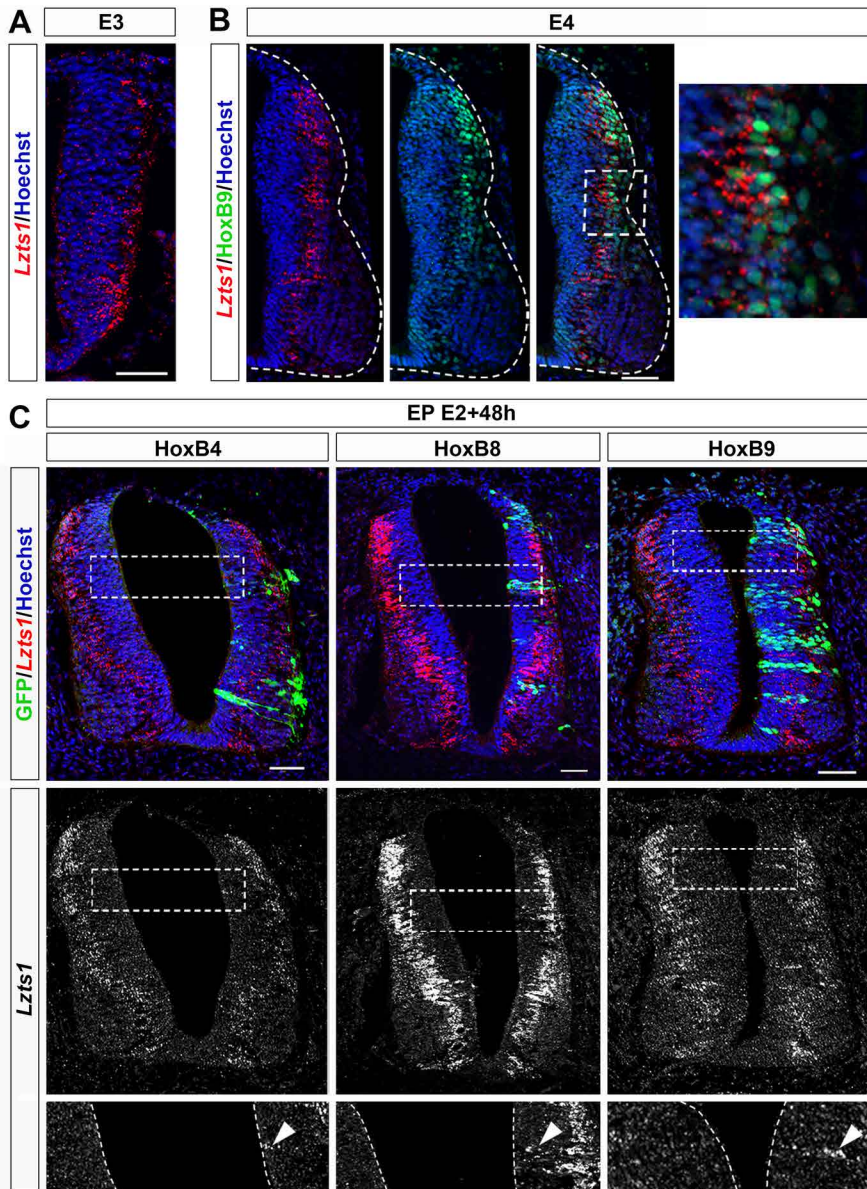 A
E3
Lzts1/Hoechst
B
E4
Lzts1/HoxB9/Hoechst
C
EP E2+48h
HoxB4
HoxB8
HoxB9
GFP/Lzts1/Hoechst
Lzts1